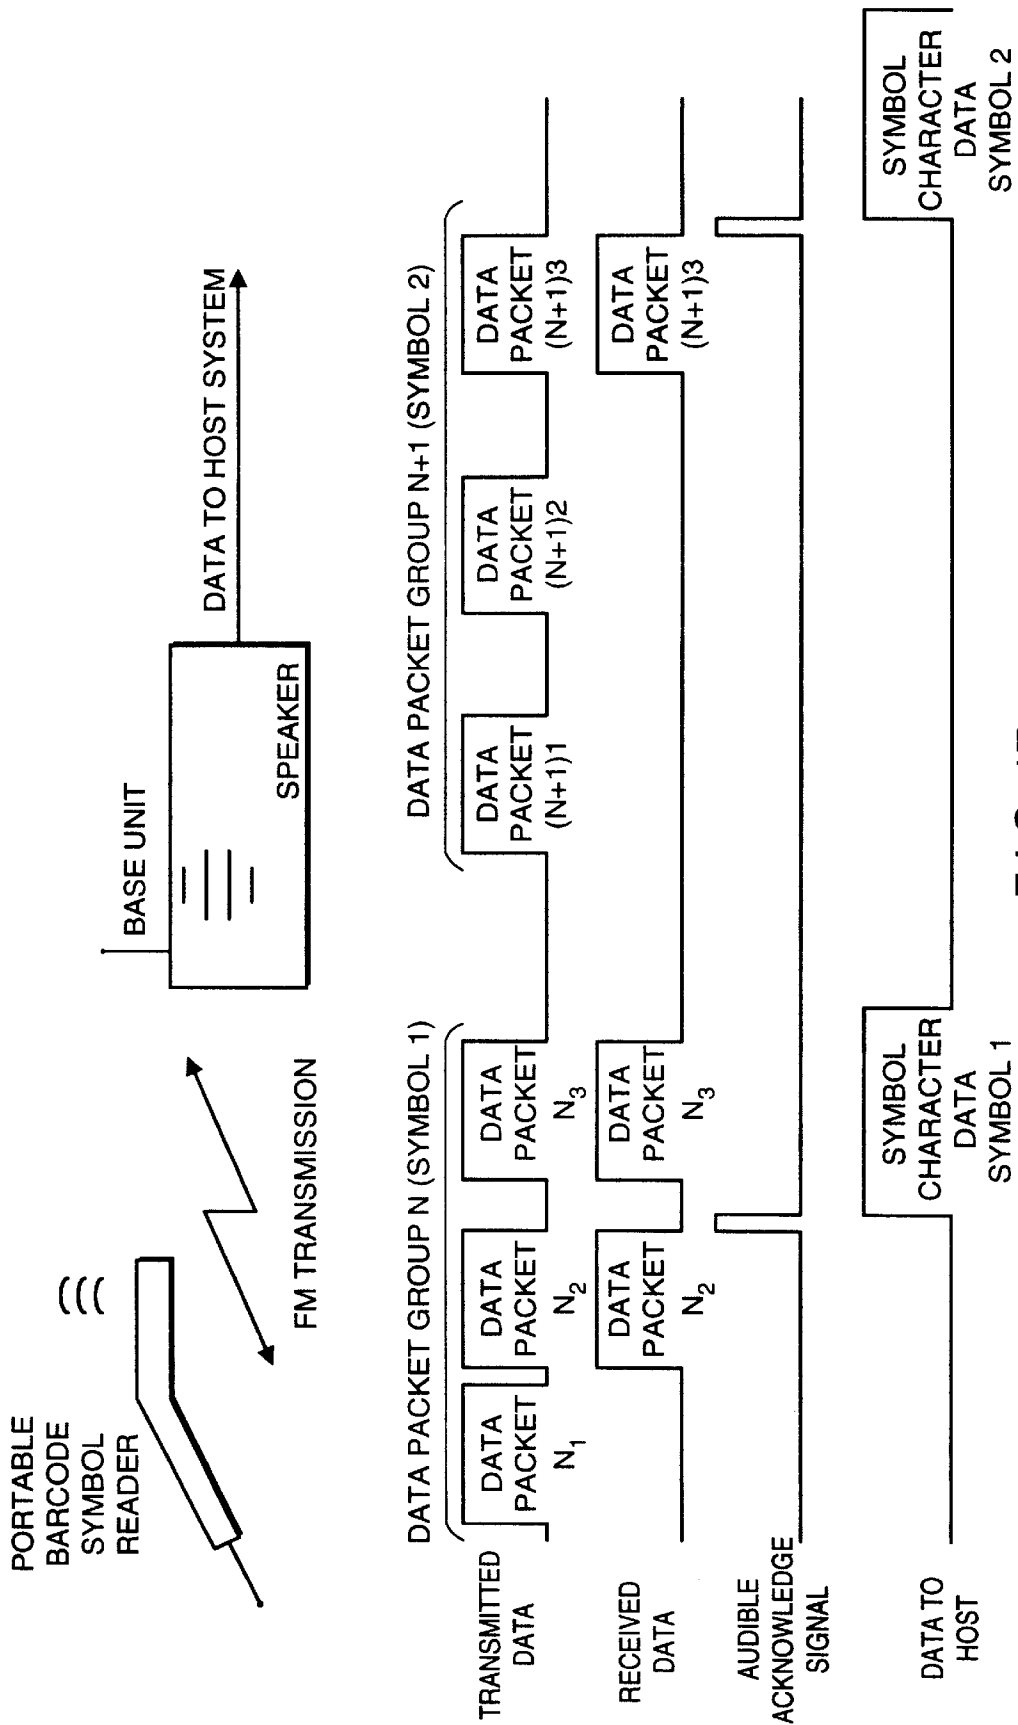 PORTABLE
BARCODE
SYMBOL
READER
FM TRANSMISSION
BASE UNIT
SPEAKER
DATA TO HOST SYSTEM
DATA PACKET GROUP N (SYMBOL 1)
DATA PACKET GROUP N+1 (SYMBOL 2)
TRANSMITTED
DATA
DATA
PACKET
N1
DATA
PACKET
N2
DATA
PACKET
N3
DATA
PACKET
(N+1)1
DATA
PACKET
(N+1)2
DATA
PACKET
(N+1)3
RECEIVED
DATA
DATA
PACKET
N2
DATA
PACKET
N3
DATA
PACKET
(N+1)3
AUDIBLE
ACKNOWLEDGE
SIGNAL
DATA TO
HOST
SYMBOL
CHARACTER
DATA
SYMBOL 1
SYMBOL
CHARACTER
DATA
SYMBOL 2